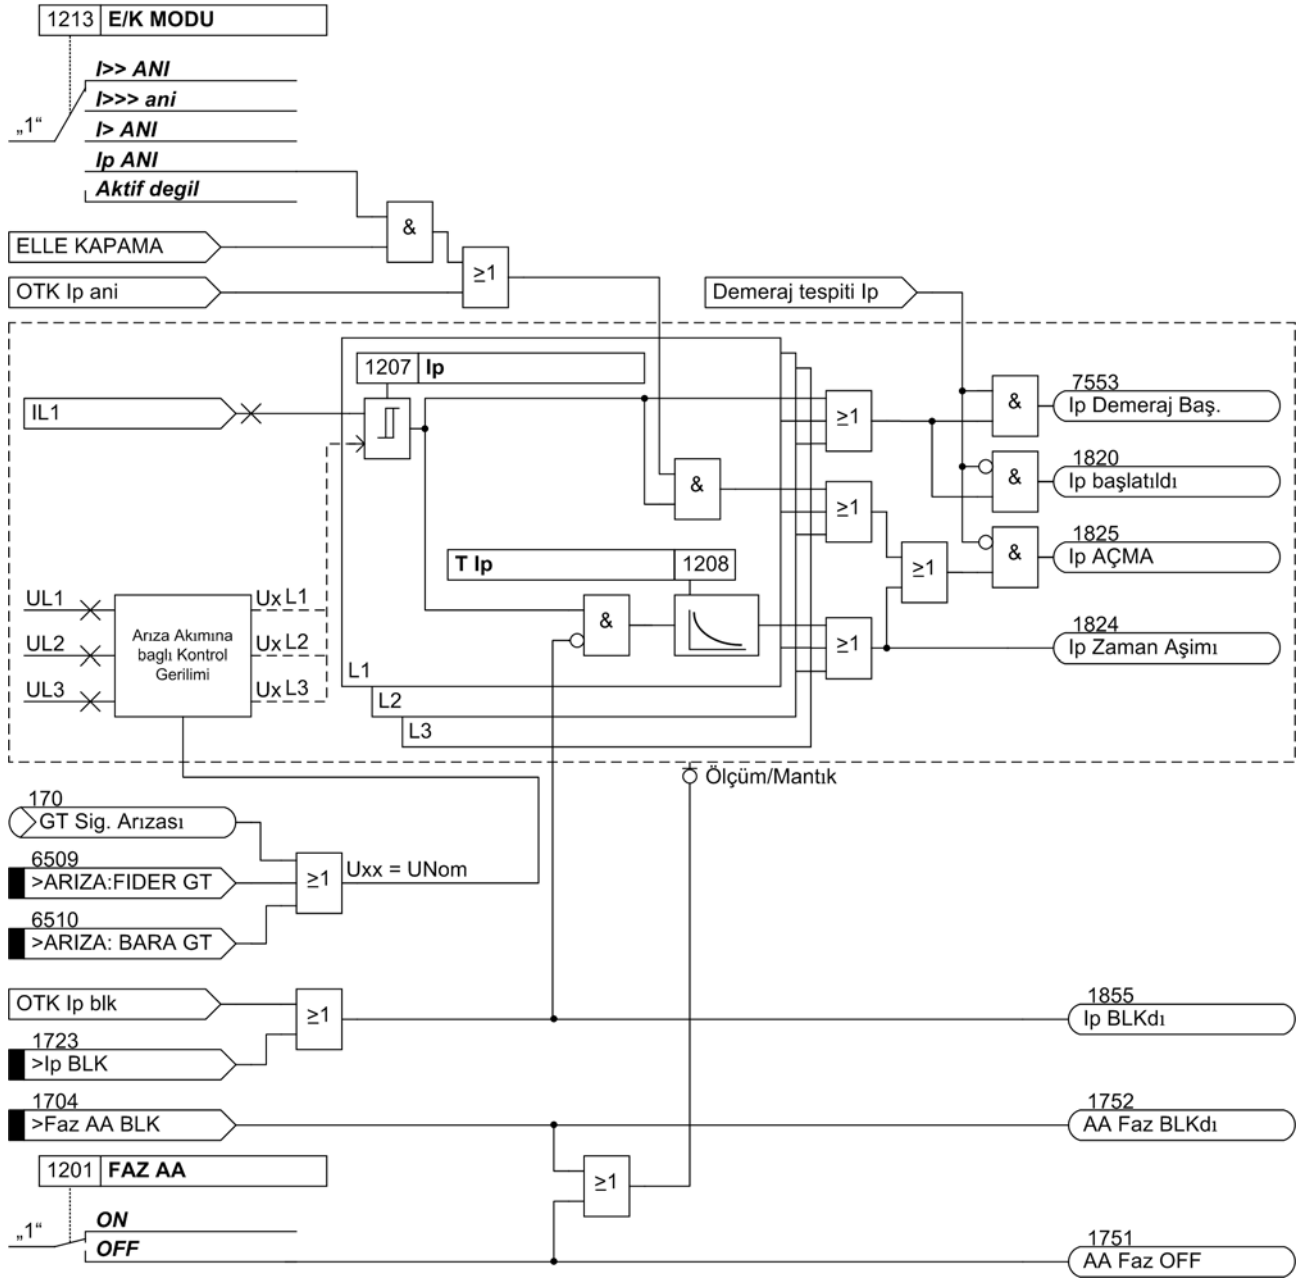 1213 E/K MODU
I>> ANI
I>>> ani
„1“
I> ANI
Ip ANI
Aktif degil
&
ELLE KAPAMA
≥1
OTK Ip ani
Demeraj tespiti Ip
1207 Ip
IL1
≥1
&
7553
Ip Demeraj Baş.
&
1820
Ip başlatıldı
&
≥1
&
1825
Ip AÇMA
≥1
T Ip 1208
UL1
UL2
UL3
Arıza Akımına
baglı Kontrol
Gerilimi
Ux L1
Ux L2
Ux L3
&
≥1
1824
Ip Zaman Aşimı
L1
L2
L3
Ölçüm/Mantık
170
GT Sig. Arızası
6509
>ARIZA:FIDER GT
≥1
Uxx = UNom
6510
>ARIZA: BARA GT
OTK Ip blk
≥1
1855
Ip BLKdı
1723
>Ip BLK
1704
>Faz AA BLK
1752
AA Faz BLKdı
1201 FAZ AA
≥1
„1“
ON
OFF
1751
AA Faz OFF